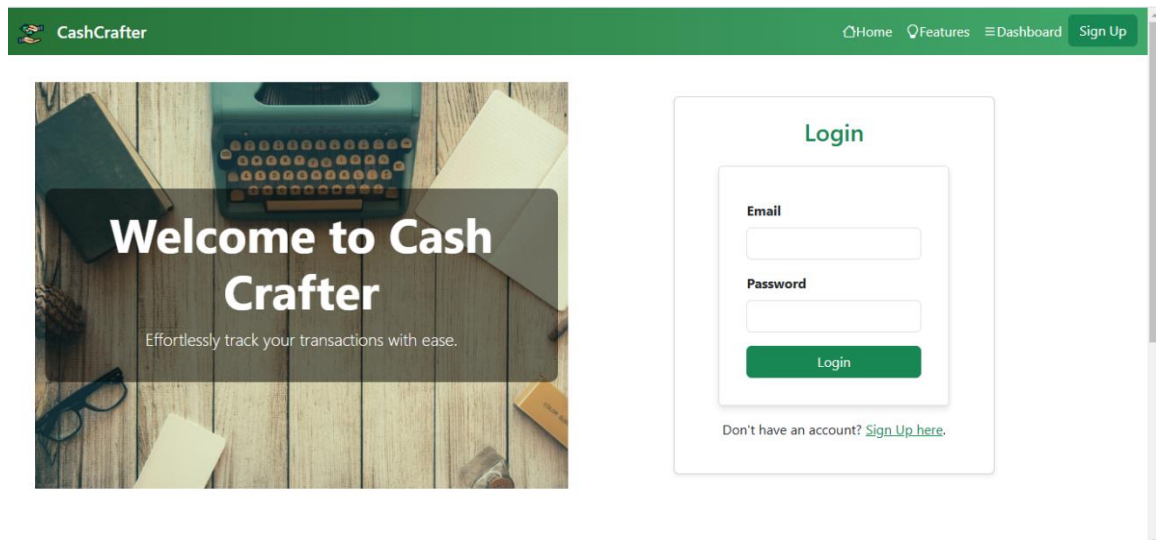 CashCrafter
Home
Features
Dashboard
Sign Up
Welcome to Cash
Crafter
Effortlessly track your transactions with ease.
Login
Email
Password
Login
Don't have an account? Sign Up here.